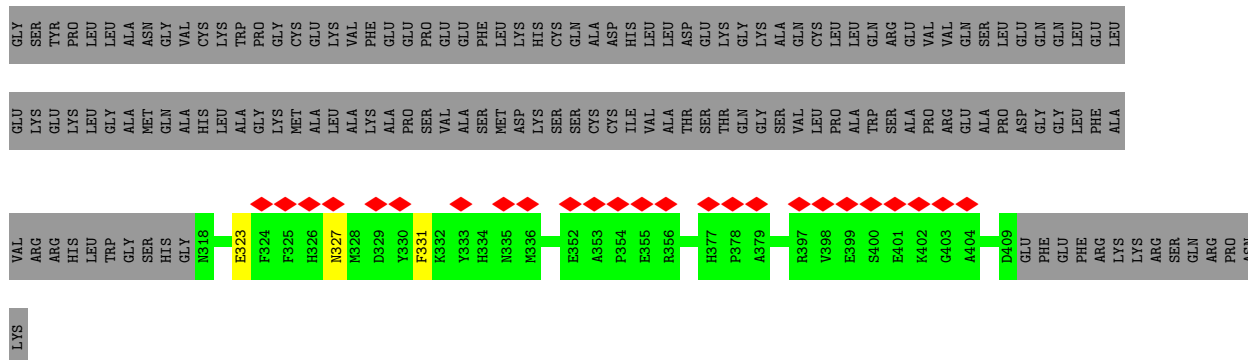 GLY SER TYR PRO LEU LEU ALA ASN GLY VAL CYS LYS TRP PRO GLY CYS GLU LYS VAL PHE GLU GLU PRO GLU GLU PHE LEU LYS HIS CYS GLN ALA ASP HIS LEU LEU ASP GLU LYS GLY LYS ALA GLN CYS LEU LEU GLN ARG GLU VAL VAL GLN SER LEU GLU GLN GLN LEU GLU LEU
GLU LYS GLU LYS LEU GLY ALA MET GLN ALA HIS LEU ALA GLY LYS MET ALA LEU ALA LYS ALA PRO SER VAL ALA SER MET ASP LYS SER SER CYS CYS ILE VAL ALA THR SER THR GLN GLY SER VAL LEU PRO ALA TRP SER ALA PRO ARG GLU ALA PRO ASP GLY GLY LEU PHE ALA
VAL ARG ARG HIS LEU TRP GLY SER HIS GLY N318 E323 F324 F325 H326 N327 M328 D329 Y330 F331 K332 Y333 H334 N335 M336 E352 A353 P354 E355 R356 H377 P378 A379 R397 V398 E399 S400 E401 K402 G403 A404 D409 GLU PHE GLU PHE ARG LYS LYS ARG SER GLN ARG PRO ASN
LYS